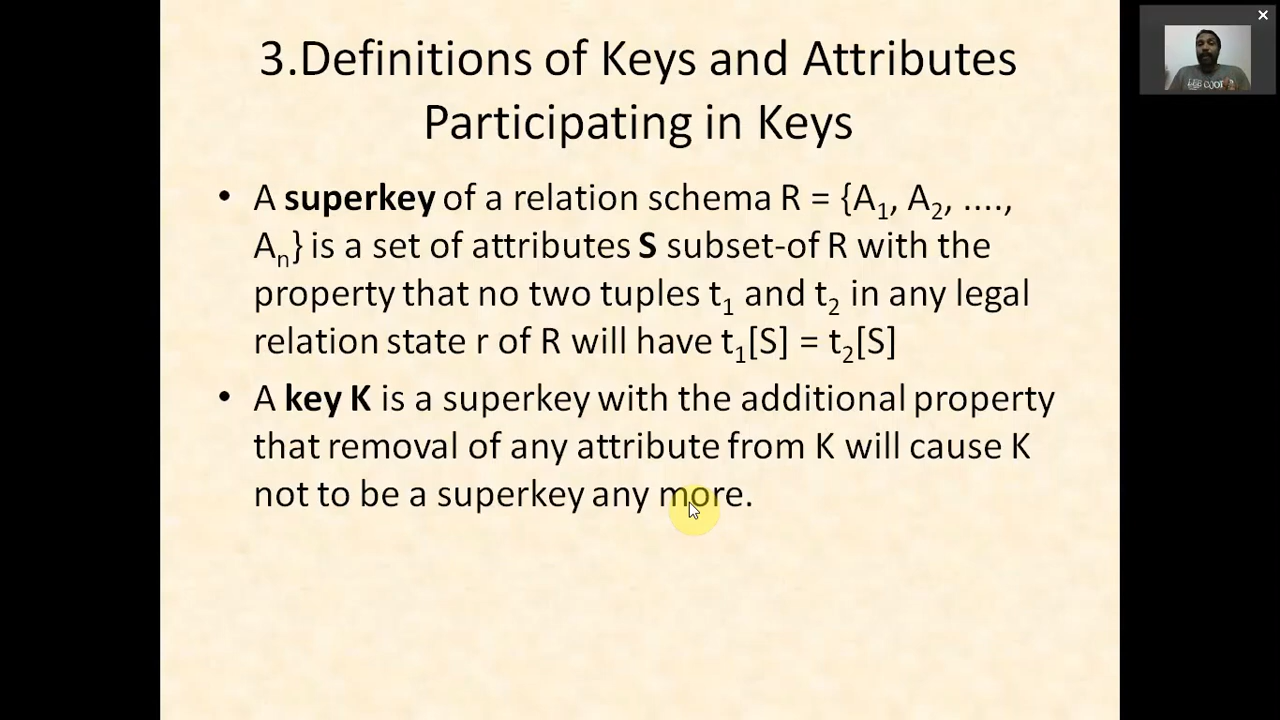 3.Definitions of Keys and Attributes
Participating in Keys
• A superkey of a relation schema R = {A1, A2, ....,
An} is a set of attributes S subset-of R with the
property that no two tuples t1 and t2 in any legal
relation state r of R will have t1[S] = t2[S]
• A key K is a superkey with the additional property
that removal of any attribute from K will cause K
not to be a superkey any more.